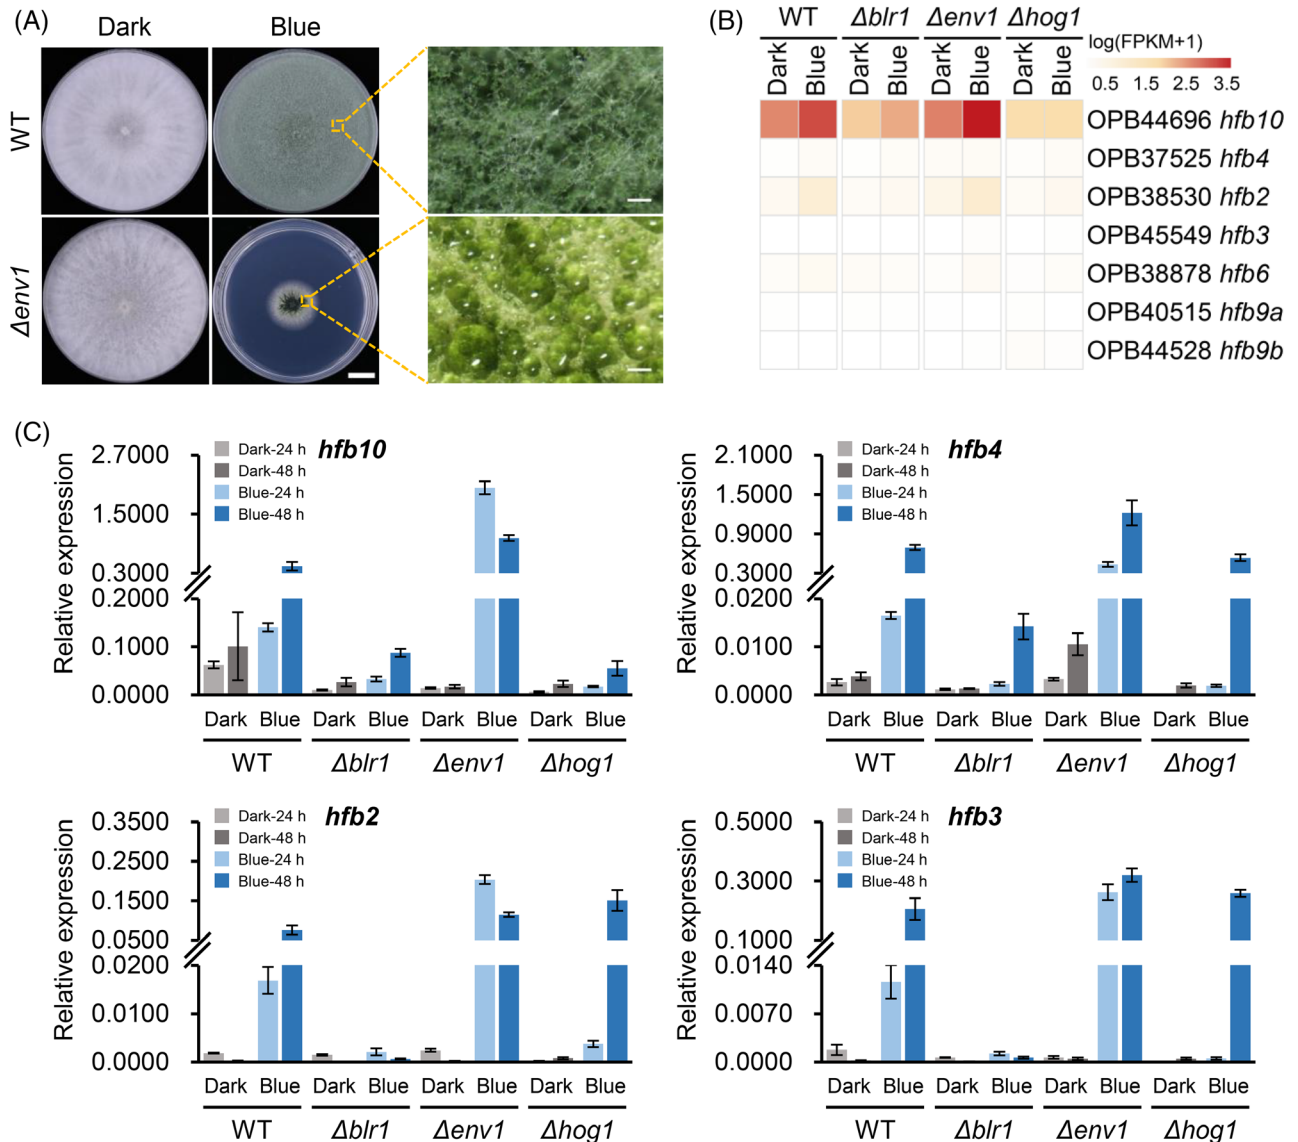 (A)
Dark Blue
WT
Δenv1
(B)
WT Δblr1 Δenv1 Δhog1
Dark Blue Dark Blue Dark Blue Dark Blue
log(FPKM+1)
0.5 1.5 2.5 3.5
OPB44696 hfb10
OPB37525 hfb4
OPB38530 hfb2
OPB45549 hfb3
OPB38878 hfb6
OPB40515 hfb9a
OPB44528 hfb9b
(C)
hfb10
Dark-24 h
Dark-48 h
Blue-24 h
Blue-48 h
Relative expression
2.7000
1.5000
0.3000
0.2000
0.1000
0.0000
Dark Blue Dark Blue Dark Blue Dark Blue
WT Δblr1 Δenv1 Δhog1
hfb4
Dark-24 h
Dark-48 h
Blue-24 h
Blue-48 h
Relative expression
2.1000
1.5000
0.9000
0.3000
0.0200
0.0100
0.0000
Dark Blue Dark Blue Dark Blue Dark Blue
WT Δblr1 Δenv1 Δhog1
hfb2
Dark-24 h
Dark-48 h
Blue-24 h
Blue-48 h
Relative expression
0.3500
0.2500
0.1500
0.0500
0.0200
0.0100
0.0000
Dark Blue Dark Blue Dark Blue Dark Blue
WT Δblr1 Δenv1 Δhog1
hfb3
Dark-24 h
Dark-48 h
Blue-24 h
Blue-48 h
Relative expression
0.5000
0.3000
0.1000
0.0140
0.0070
0.0000
Dark Blue Dark Blue Dark Blue Dark Blue
WT Δblr1 Δenv1 Δhog1